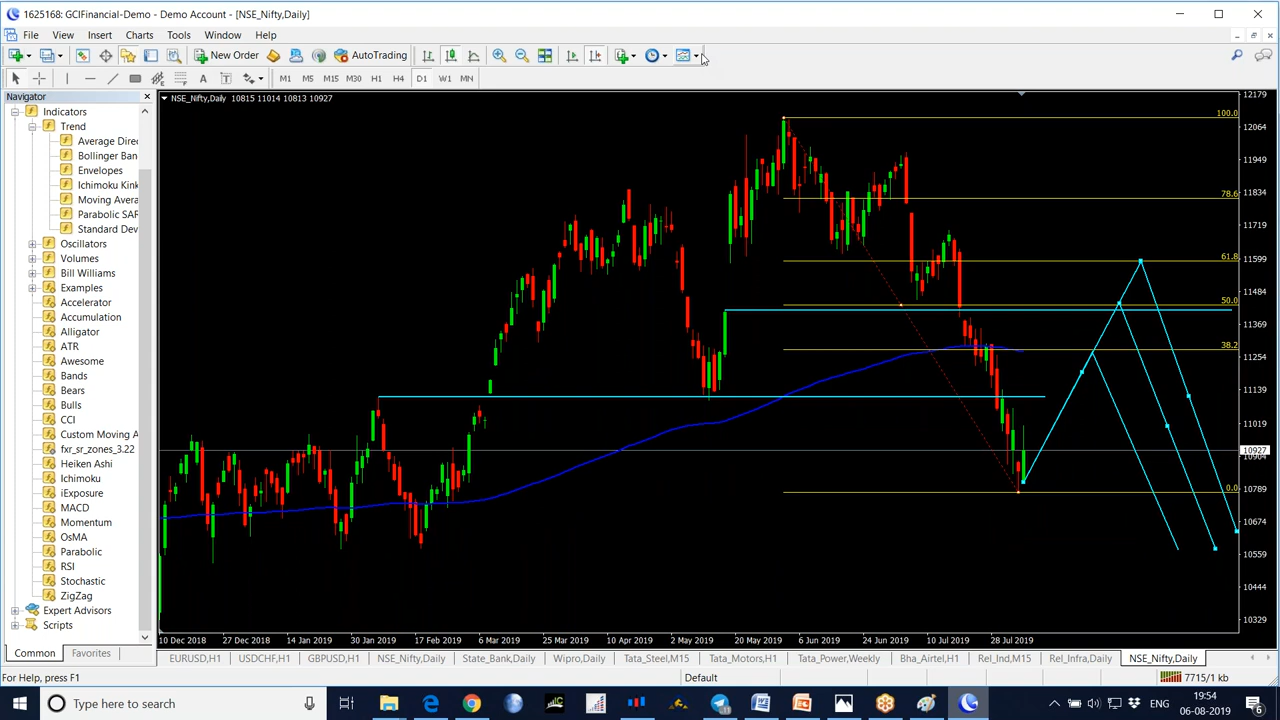 1625168: GCIFinancial-Demo - Demo Account - [NSE_Nifty,Daily]
File View Insert Charts Tools Window Help
New Order AutoTrading
A T M1 M5 M15 M30 H1 H4 D1 W1 MN
Navigator
Indicators
Trend
Average Direc
Bollinger Ban
Envelopes
Ichimoku Kink
Moving Avera
Parabolic SAR
Standard Dev
Oscillators
Volumes
Bill Williams
Examples
Accelerator
Accumulation
Alligator
ATR
Awesome
Bands
Bears
Bulls
CCI
Custom Moving A
fxr_sr_zones_3.22
Heiken Ashi
Ichimoku
iExposure
MACD
Momentum
OsMA
Parabolic
RSI
Stochastic
ZigZag
Expert Advisors
Scripts
Common Favorites
NSE_Nifty,Daily 10815 11014 10813 10927
100.0
78.6
61.8
50.0
38.2
0.0
12179
12064
11949
11834
11719
11599
11484
11369
11254
11139
11019
10927
10904
10789
10674
10559
10444
10329
10 Dec 2018 27 Dec 2018 14 Jan 2019 30 Jan 2019 17 Feb 2019 6 Mar 2019 25 Mar 2019 10 Apr 2019 2 May 2019 20 May 2019 6 Jun 2019 24 Jun 2019 10 Jul 2019 28 Jul 2019
EURUSD,H1 USDCHF,H1 GBPUSD,H1 NSE_Nifty,Daily State_Bank,Daily Wipro,Daily Tata_Steel,M15 Tata_Motors,H1 Tata_Power,Weekly Bha_Airtel,H1 Rel_Ind,M15 Rel_Infra,Daily NSE_Nifty,Daily
For Help, press F1 Default 7715/1 kb
Type here to search
ENG
19:54
06-08-2019
6